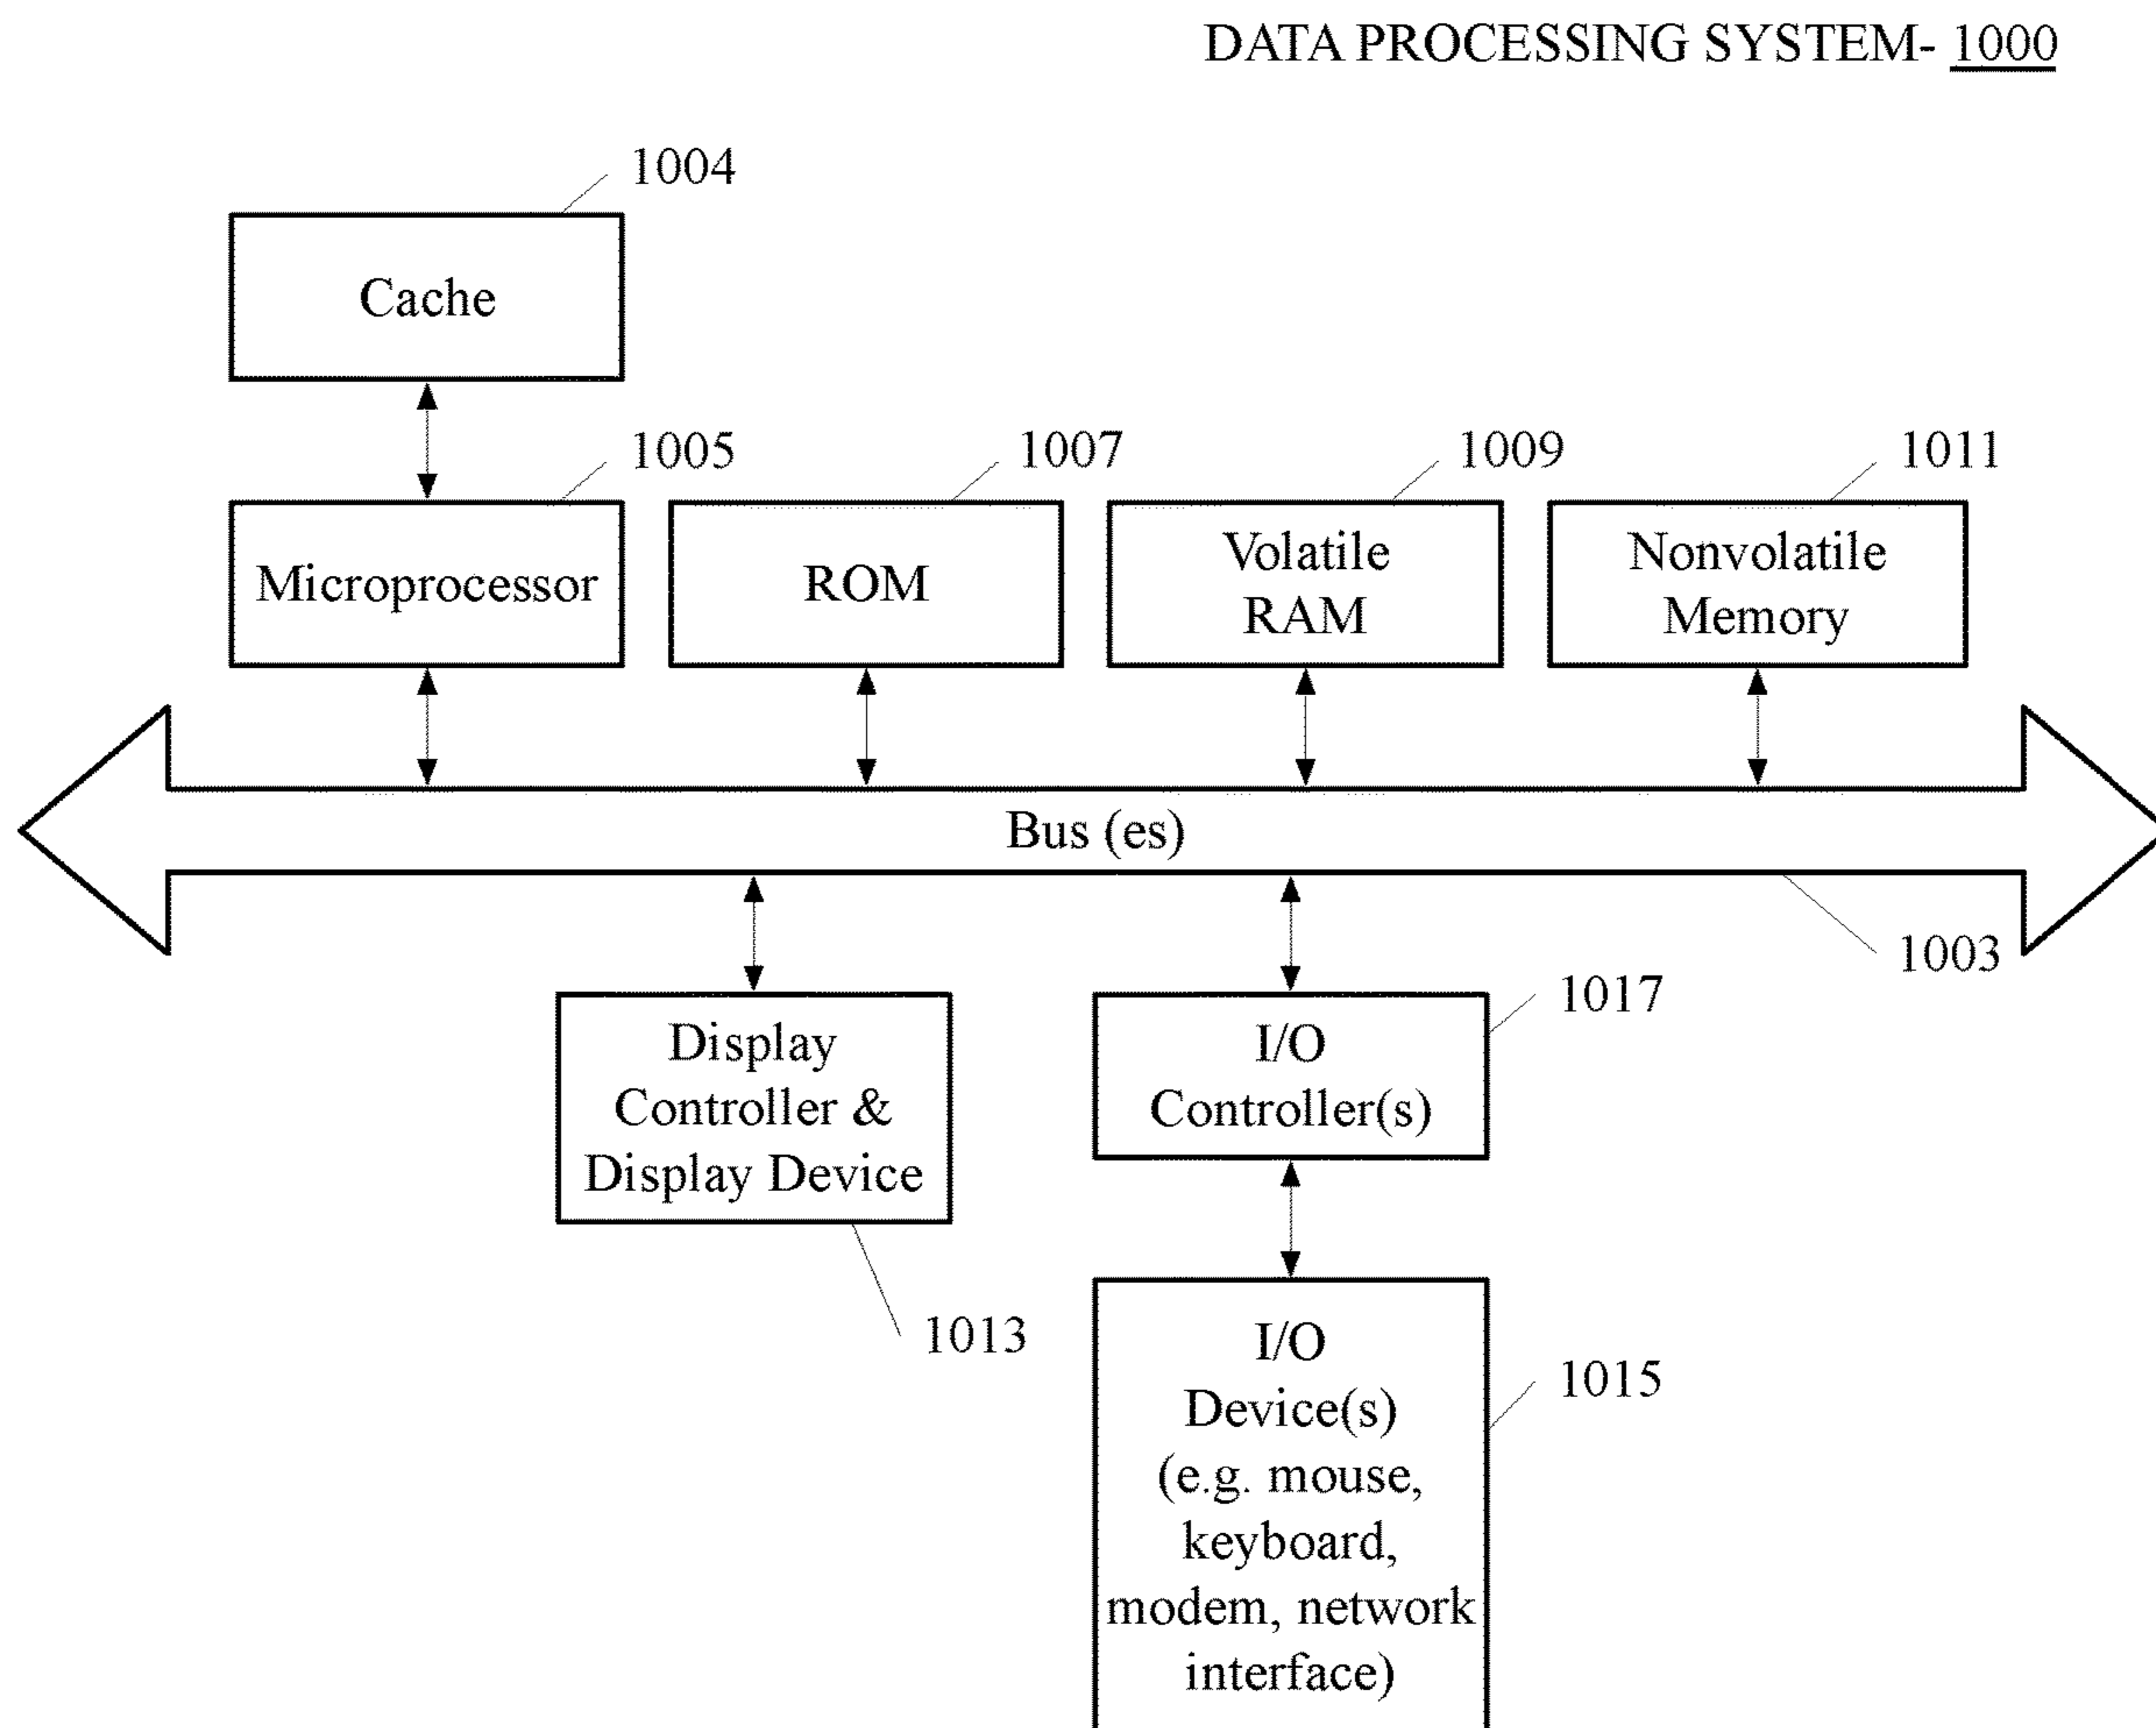 DATA PROCESSING SYSTEM- 1000
1004
Cache
1005
1007
1009
1011
Microprocessor
ROM
Volatile
RAM
Nonvolatile
Memory
Bus (es)
1003
1017
Display
Controller &
Display Device
I/O
Controller(s)
1013
I/O
Device(s)
(e.g. mouse,
keyboard,
modem, network
interface)
1015